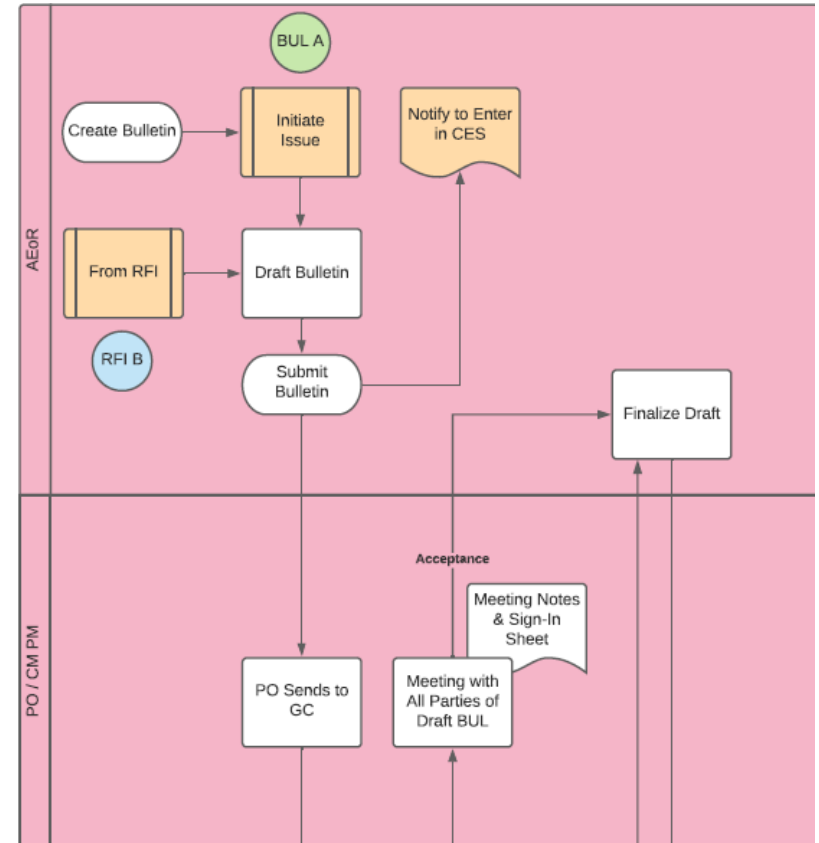 BUL A
Create Bulletin
Initiate
Issue
Notify to Enter
in CES
AEoR
From RFI
Draft Bulletin
RFI B
Submit
Bulletin
Finalize Draft
Acceptance
Meeting Notes
& Sign-In
Sheet
PO / CM PM
PO Sends to
GC
Meeting with
All Parties of
Draft BUL